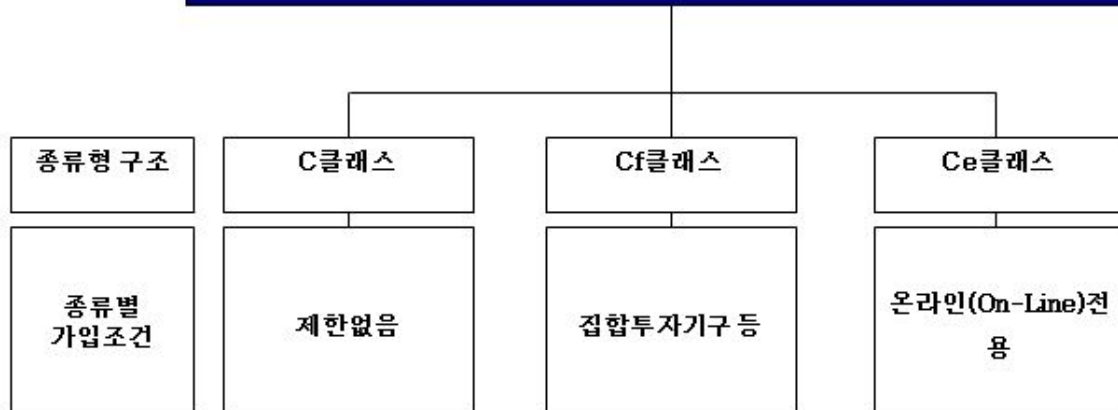 종류형 구조
C클래스
Cf클래스
Ce클래스
종류별
가입조건
제한없음
집합투자기구 등
온라인(On-Line)전
용